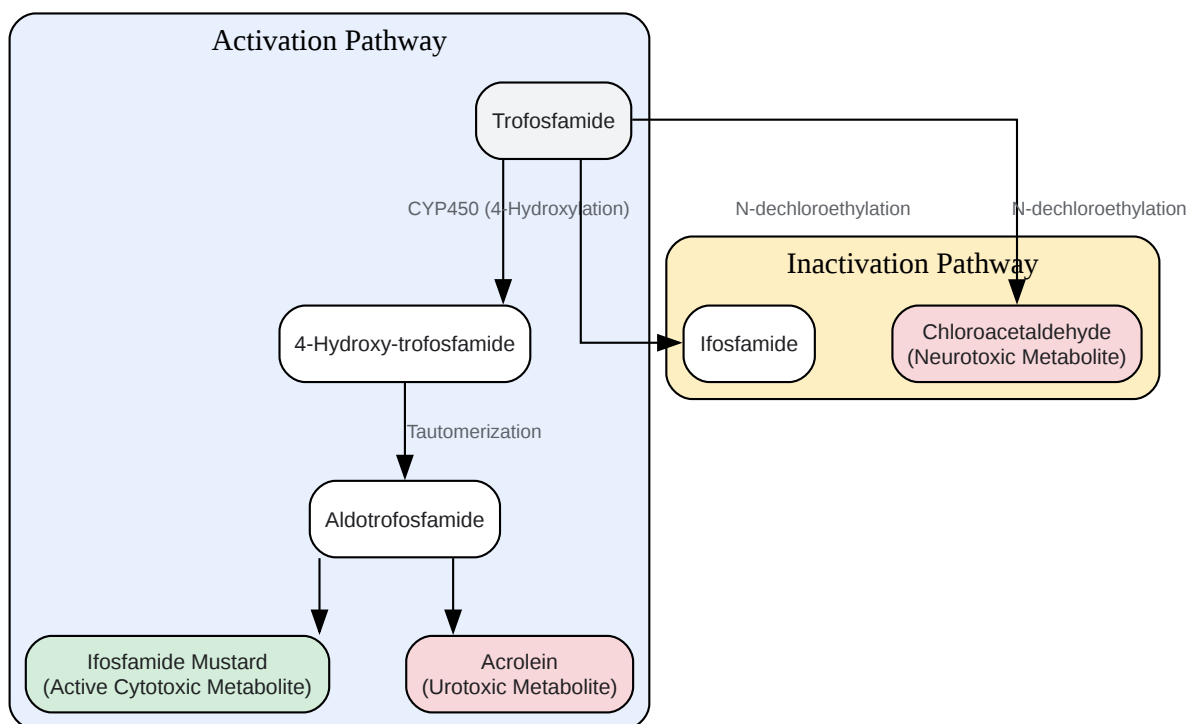 Activation Pathway
Trofosfamide
CYP450 (4-Hydroxylation)
N-dechloroethylation
N-dechloroethylation
Inactivation Pathway
4-Hydroxy-trofosfamide
Ifosfamide
Chloroacetaldehyde
(Neurotoxic Metabolite)
Tautomerization
Aldotrofosfamide
Ifosfamide Mustard
(Active Cytotoxic Metabolite)
Acrolein
(Urotoxic Metabolite)